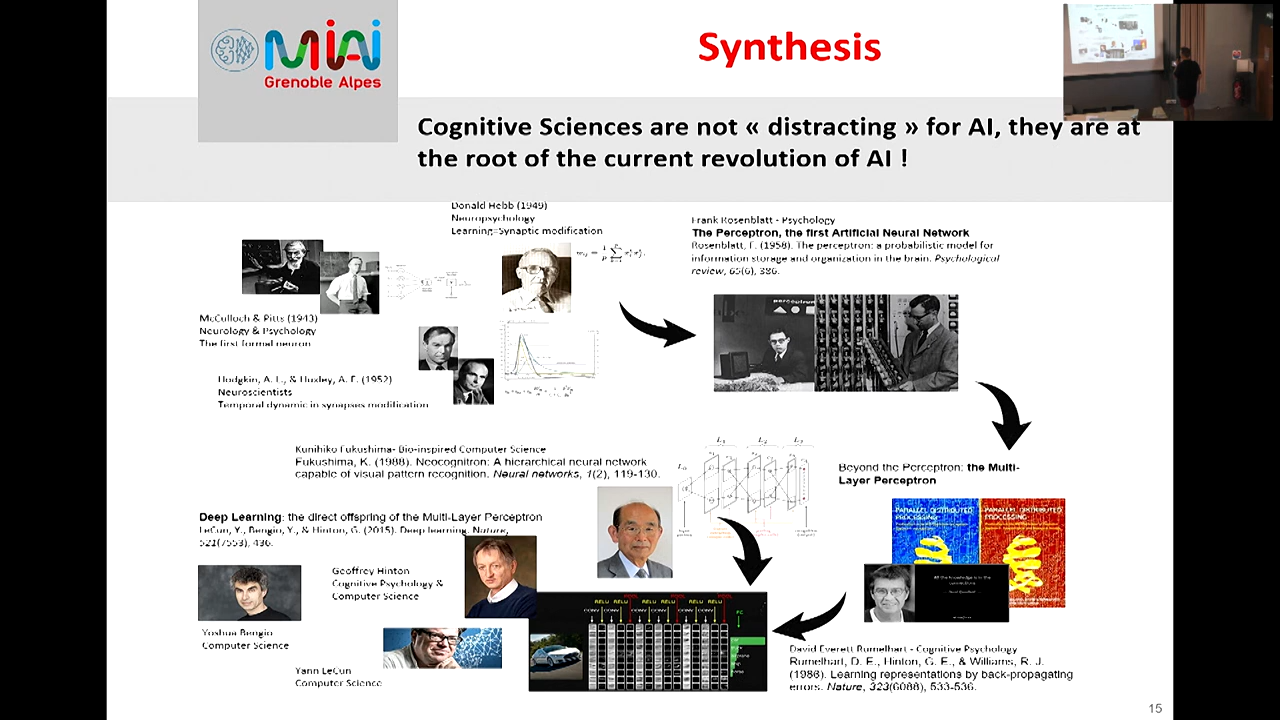 MIAI
Grenoble Alpes
Synthesis
Cognitive Sciences are not « distracting » for AI, they are at
the root of the current revolution of AI !
Donald Hebb (1949)
Neuropsychology
Learning=Synaptic modification
Frank Rosenblatt - Psychology
The Perceptron, the first Artificial Neural Network
Rosenblatt, F. (1958). The perceptron: a probabilistic model for
information storage and organization in the brain. Psychological
review, 65(6), 386.
McCulloch & Pitts (1943)
Neurology & Psychology
The first formal neuron
Hodgkin, A. L., & Huxley, A. F. (1952)
Neuroscientists
Temporal dynamic in synapses modification
Kunihiko Fukushima- Bio-inspired Computer Science
Fukushima, K. (1988). Neocognitron: A hierarchical neural network
capable of visual pattern recognition. Neural networks, 1(2), 119-130.
Beyond the Perceptron: the Multi-
Layer Perceptron
PARALLEL DISTRIBUTED
PROCESSING
PARALLEL DISTRIBUTED
PROCESSING
Deep Learning: the direct offspring of the Multi-Layer Perceptron
LeCun, Y., Bengio, Y., & Hinton, G. (2015). Deep learning. Nature,
521(7553), 436.
Geoffrey Hinton
Cognitive Psychology &
Computer Science
Yoshua Bengio
Computer Science
Yann LeCun
Computer Science
David Everett Rumelhart - Cognitive Psychology
Rumelhart, D. E., Hinton, G. E., & Williams, R. J.
(1986). Learning representations by back-propagating
errors. Nature, 323(6088), 533-536.
15